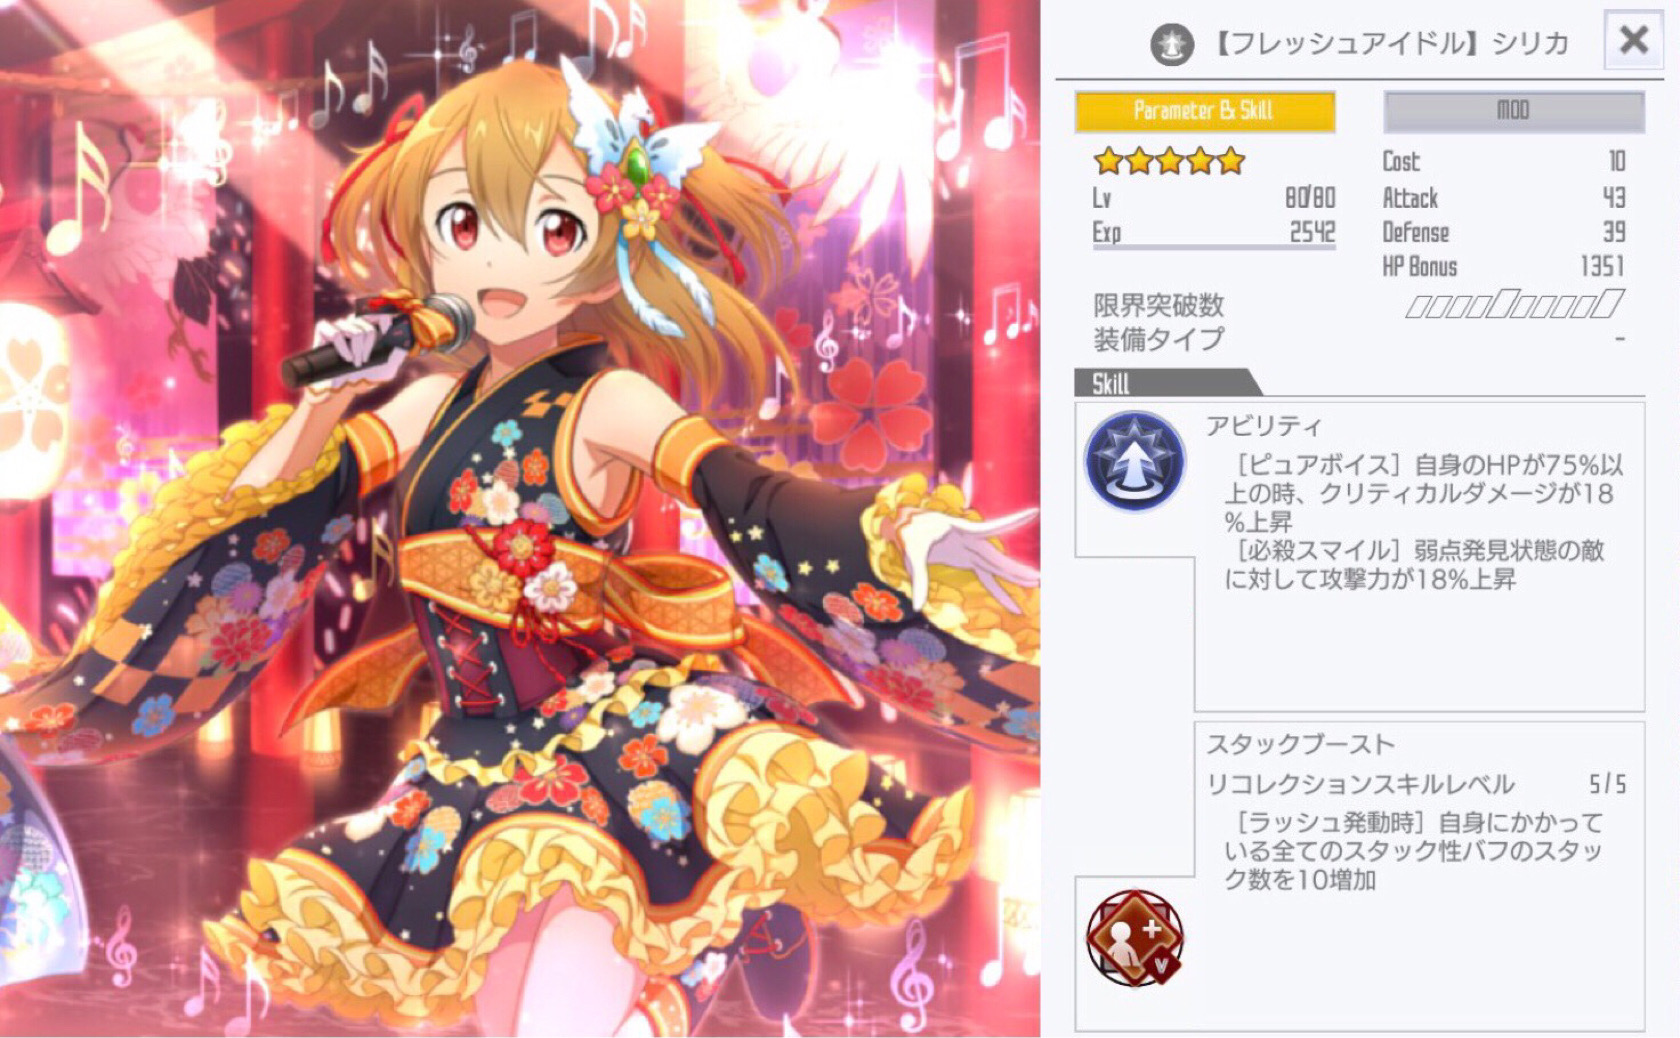 【フレッシュアイドル】シリカ
Parameter & Skill
MOD
Lv 80/80
Exp 2542
Cost 10
Attack 43
Defense 39
HP Bonus 1351
限界突破数
装備タイプ -
Skill
アビリティ
［ピュアボイス］自身のHPが75%以
上の時、クリティカルダメージが18
%上昇
［必殺スマイル］弱点発見状態の敵
に対して攻撃力が18%上昇
スタックブースト
リコレクションスキルレベル 5/5
［ラッシュ発動時］自身にかかって
いる全てのスタック性バフのスタッ
ク数を10増加
V